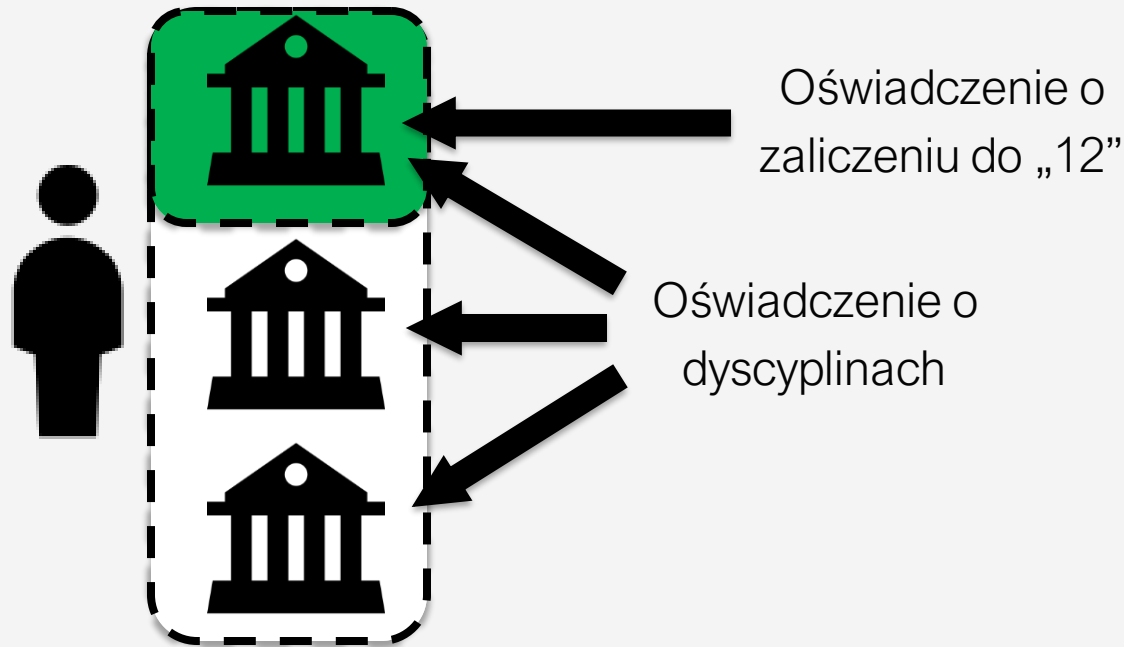 Oświadczenie o
zaliczeniu do „12”
Oświadczenie o
dyscyplinach